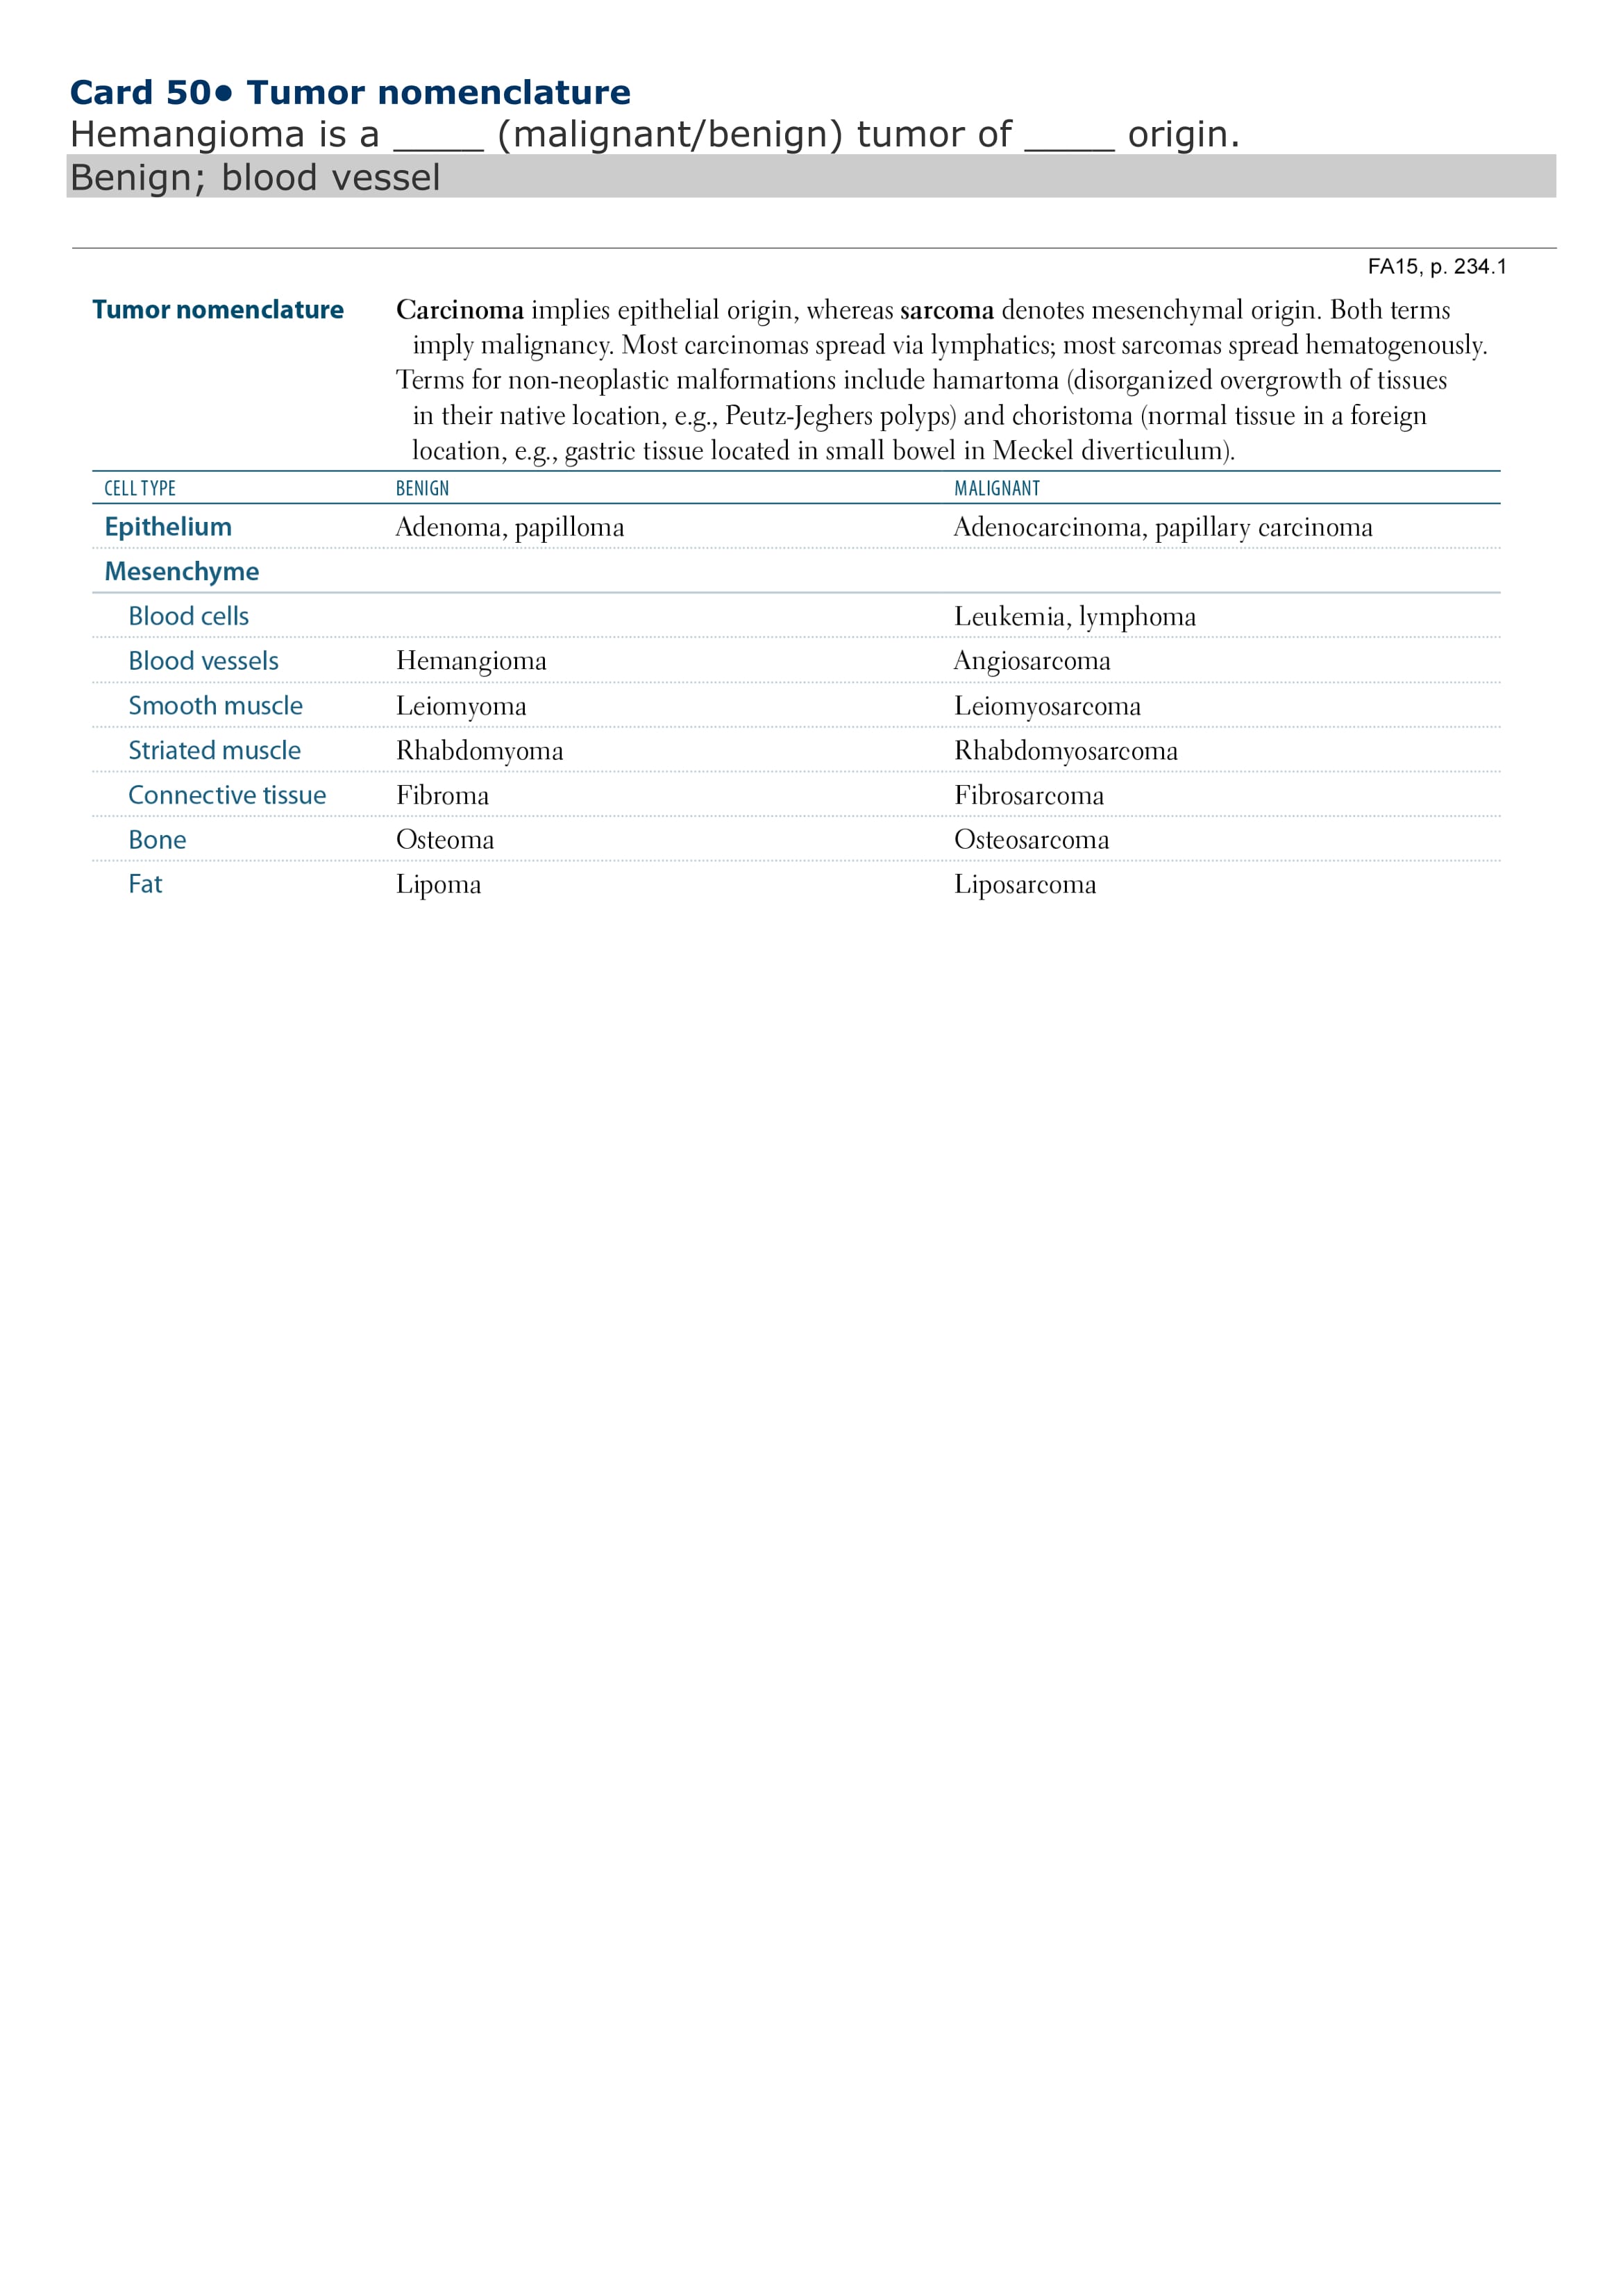 Card 50● Tumor nomenclature
Hemangioma is a _____ (malignant/benign) tumor of _____ origin.
Benign; blood vessel
FA15, p. 234.1
Tumor nomenclature Carcinoma implies epithelial origin, whereas sarcoma denotes mesenchymal origin. Both terms
imply malignancy. Most carcinomas spread via lymphatics; most sarcomas spread hematogenously.
Terms for non-neoplastic malformations include hamartoma (disorganized overgrowth of tissues
in their native location, e.g., Peutz-Jeghers polyps) and choristoma (normal tissue in a foreign
location, e.g., gastric tissue located in small bowel in Meckel diverticulum).
CELL TYPE BENIGN MALIGNANT
Epithelium Adenoma, papilloma Adenocarcinoma, papillary carcinoma
Mesenchyme
Blood cells Leukemia, lymphoma
Blood vessels Hemangioma Angiosarcoma
Smooth muscle Leiomyoma Leiomyosarcoma
Striated muscle Rhabdomyoma Rhabdomyosarcoma
Connective tissue Fibroma Fibrosarcoma
Bone Osteoma Osteosarcoma
Fat Lipoma Liposarcoma